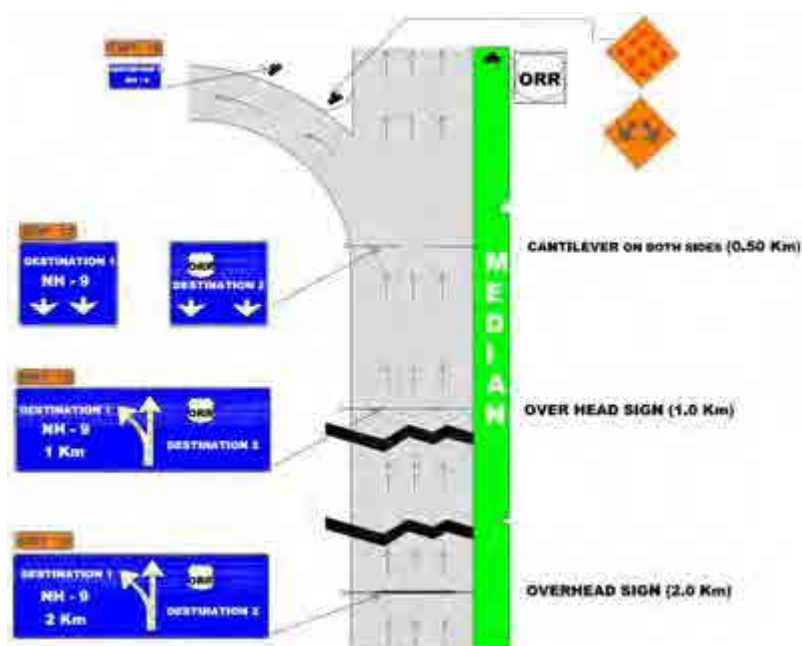 ORR
DESTINATION 1
NH - 9
ORR
DESTINATION 2
CANTILEVER ON BOTH SIDES (0.50 Km)
MEDIAN
DESTINATION 1
NH - 9
1 Km
ORR
DESTINATION 2
OVER HEAD SIGN (1.0 Km)
DESTINATION 1
NH - 9
2 Km
ORR
DESTINATION 2
OVERHEAD SIGN (2.0 Km)